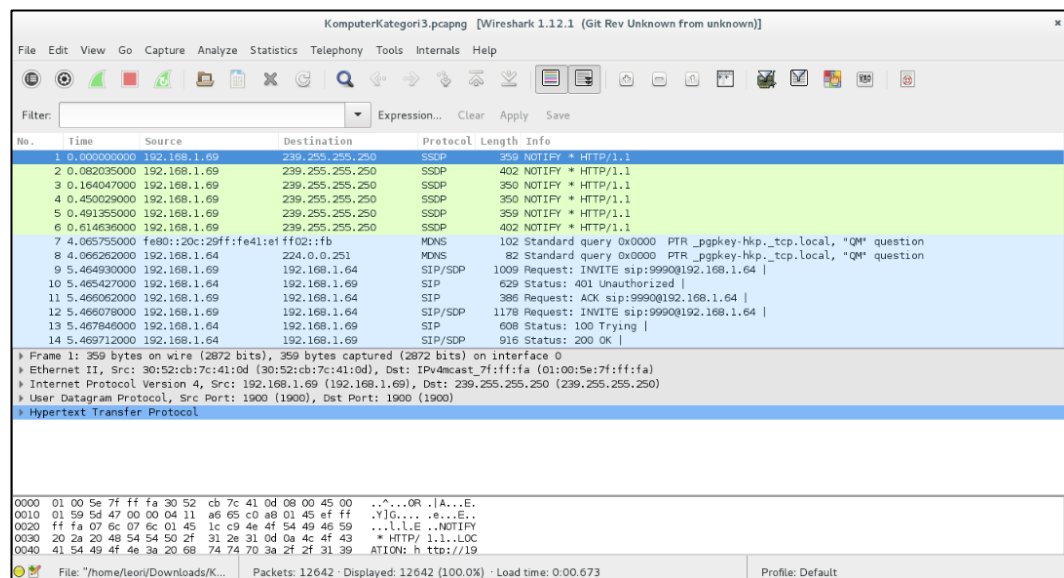 KomputerKategori3.pcapng [Wireshark 1.12.1 (Git Rev Unknown from unknown)]
File Edit View Go Capture Analyze Statistics Telephony Tools Internals Help
Filter: Expression... Clear Apply Save
No. Time Source Destination Protocol Length Info
1 0.000000000 192.168.1.69 239.255.255.250 SSDP 359 NOTIFY * HTTP/1.1
2 0.082035000 192.168.1.69 239.255.255.250 SSDP 402 NOTIFY * HTTP/1.1
3 0.164047000 192.168.1.69 239.255.255.250 SSDP 350 NOTIFY * HTTP/1.1
4 0.450029000 192.168.1.69 239.255.255.250 SSDP 350 NOTIFY * HTTP/1.1
5 0.491355000 192.168.1.69 239.255.255.250 SSDP 359 NOTIFY * HTTP/1.1
6 0.614636000 192.168.1.69 239.255.255.250 SSDP 402 NOTIFY * HTTP/1.1
7 4.065755000 fe80::20c:29ff:fe41:e1 ff02::fb MDNS 102 Standard query 0x0000 PTR _pgpkey-hkp._tcp.local, "QM" question
8 4.066262000 192.168.1.64 224.0.0.251 MDNS 82 Standard query 0x0000 PTR _pgpkey-hkp._tcp.local, "QM" question
9 5.464930000 192.168.1.69 192.168.1.64 SIP/SDP 1009 Request: INVITE sip:9990@192.168.1.64 |
10 5.465427000 192.168.1.64 192.168.1.69 SIP 629 Status: 401 Unauthorized |
11 5.466062000 192.168.1.69 192.168.1.64 SIP 386 Request: ACK sip:9990@192.168.1.64 |
12 5.466078000 192.168.1.69 192.168.1.64 SIP/SDP 1178 Request: INVITE sip:9990@192.168.1.64 |
13 5.467846000 192.168.1.64 192.168.1.69 SIP 608 Status: 100 Trying |
14 5.469712000 192.168.1.64 192.168.1.69 SIP/SDP 916 Status: 200 OK |
Frame 1: 359 bytes on wire (2872 bits), 359 bytes captured (2872 bits) on interface 0
Ethernet II, Src: 30:52:cb:7c:41:0d (30:52:cb:7c:41:0d), Dst: IPv4mcast_7f:ff:fa (01:00:5e:7f:ff:fa)
Internet Protocol Version 4, Src: 192.168.1.69 (192.168.1.69), Dst: 239.255.255.250 (239.255.255.250)
User Datagram Protocol, Src Port: 1900 (1900), Dst Port: 1900 (1900)
Hypertext Transfer Protocol
0000 01 00 5e 7f ff fa 30 52 cb 7c 41 0d 08 00 45 00 ..^...0R .|A...E.
0010 01 59 5d 47 00 00 04 11 a6 65 c0 a8 01 45 ef ff .Y]G.... .e...E..
0020 ff fa 07 6c 07 6c 01 45 1c c9 4e 4f 54 49 46 59 ...l.l.E ..NOTIFY
0030 20 2a 20 48 54 54 50 2f 31 2e 31 0d 0a 4c 4f 43 * HTTP/ 1.1..LOC
0040 41 54 49 4f 4e 3a 20 68 74 74 70 3a 2f 2f 31 39 ATION: h ttp://19
File: "/home/leori/Downloads/K... Packets: 12642 · Displayed: 12642 (100.0%) · Load time: 0:00.673 Profile: Default